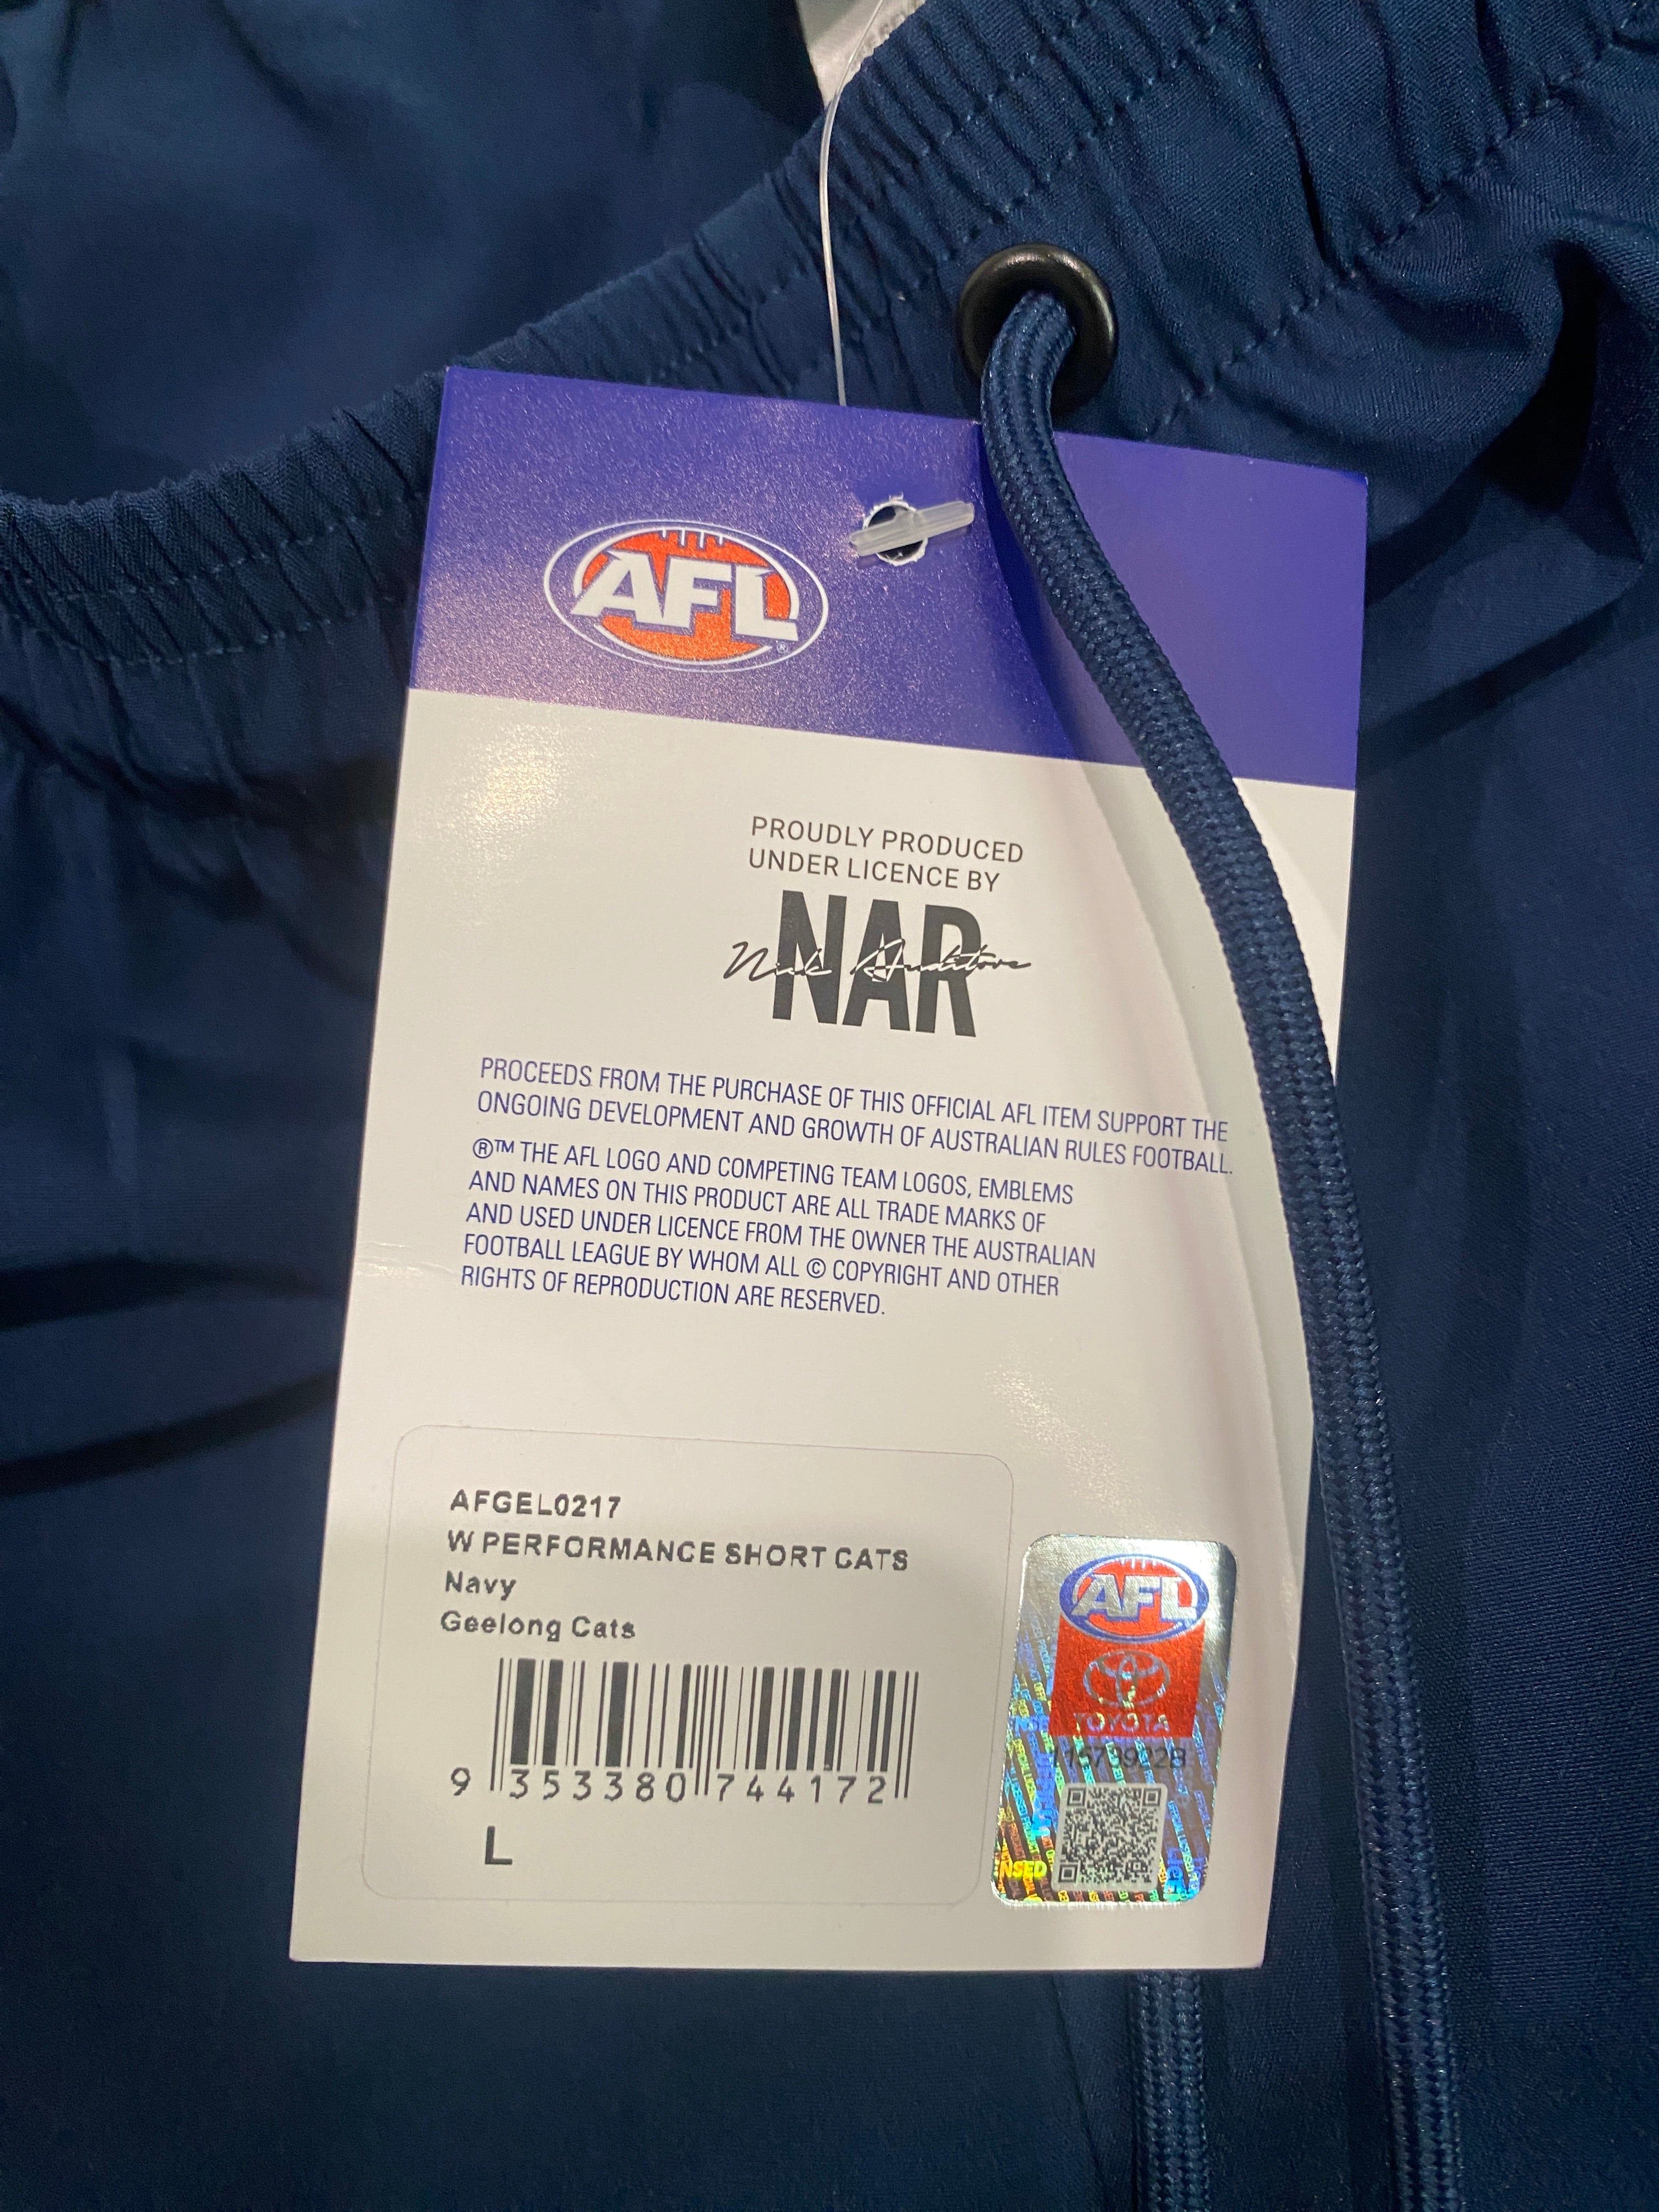 AFL
®
PROUDLY PRODUCED
UNDER LICENCE BY
NAR
Nick Auditore
PROCEEDS FROM THE PURCHASE OF THIS OFFICIAL AFL ITEM SUPPORT THE
ONGOING DEVELOPMENT AND GROWTH OF AUSTRALIAN RULES FOOTBALL.
®™ THE AFL LOGO AND COMPETING TEAM LOGOS, EMBLEMS
AND NAMES ON THIS PRODUCT ARE ALL TRADE MARKS OF
AND USED UNDER LICENCE FROM THE OWNER THE AUSTRALIAN
FOOTBALL LEAGUE BY WHOM ALL © COPYRIGHT AND OTHER
RIGHTS OF REPRODUCTION ARE RESERVED.
AFGEL0217
W PERFORMANCE SHORT CATS
Navy
Geelong Cats
9 353380 744172
L
AFL
TOYOTA
NSED